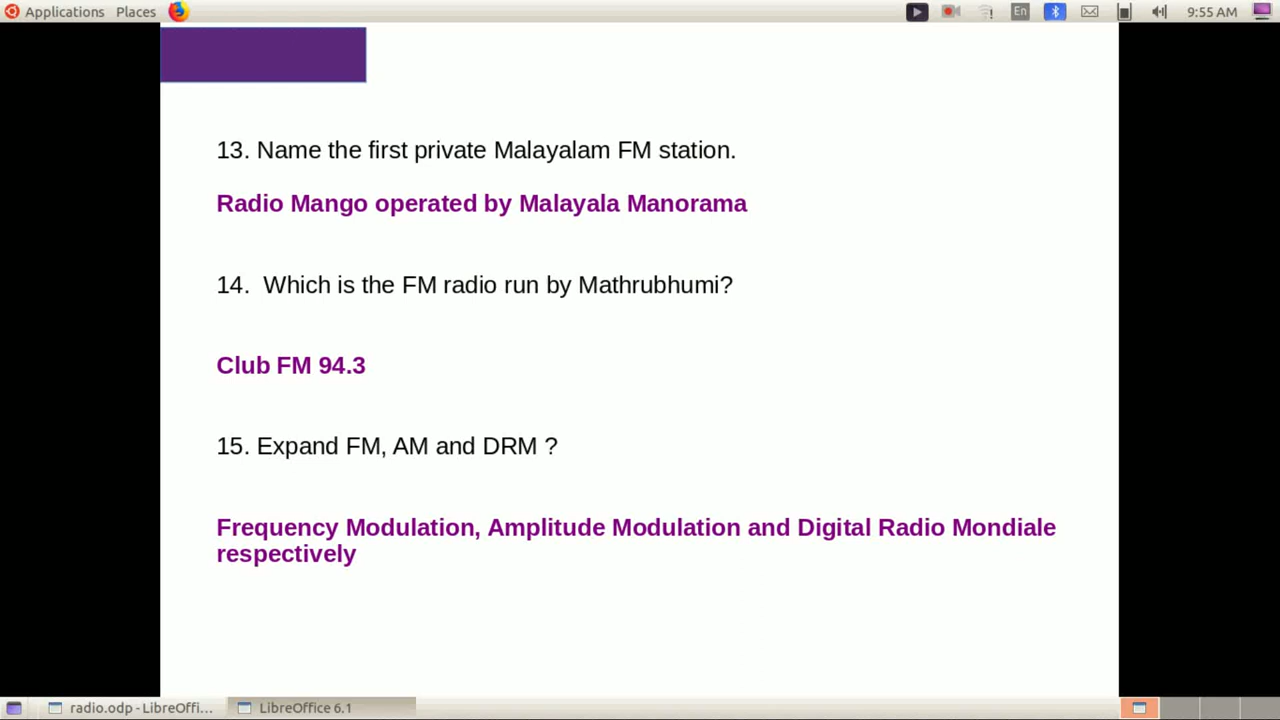 Applications Places
En
9:55 AM
13. Name the first private Malayalam FM station.
Radio Mango operated by Malayala Manorama
14. Which is the FM radio run by Mathrubhumi?
Club FM 94.3
15. Expand FM, AM and DRM ?
Frequency Modulation, Amplitude Modulation and Digital Radio Mondiale
respectively
radio.odp - LibreOffi...
LibreOffice 6.1